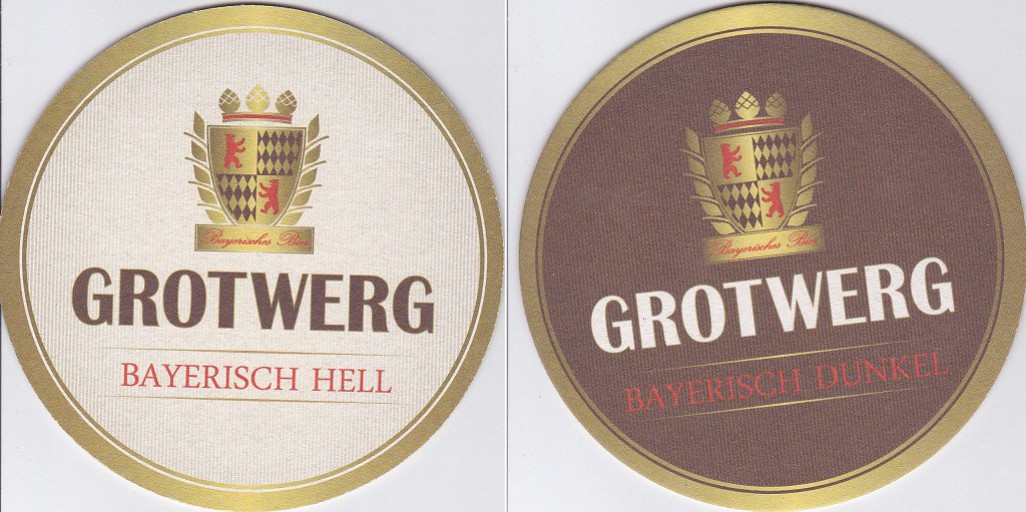 Bayerisches Bier
GROTWERG
BAYERISCH HELL
Bayerisches Bier
GROTWERG
BAYERISCH DUNKEL